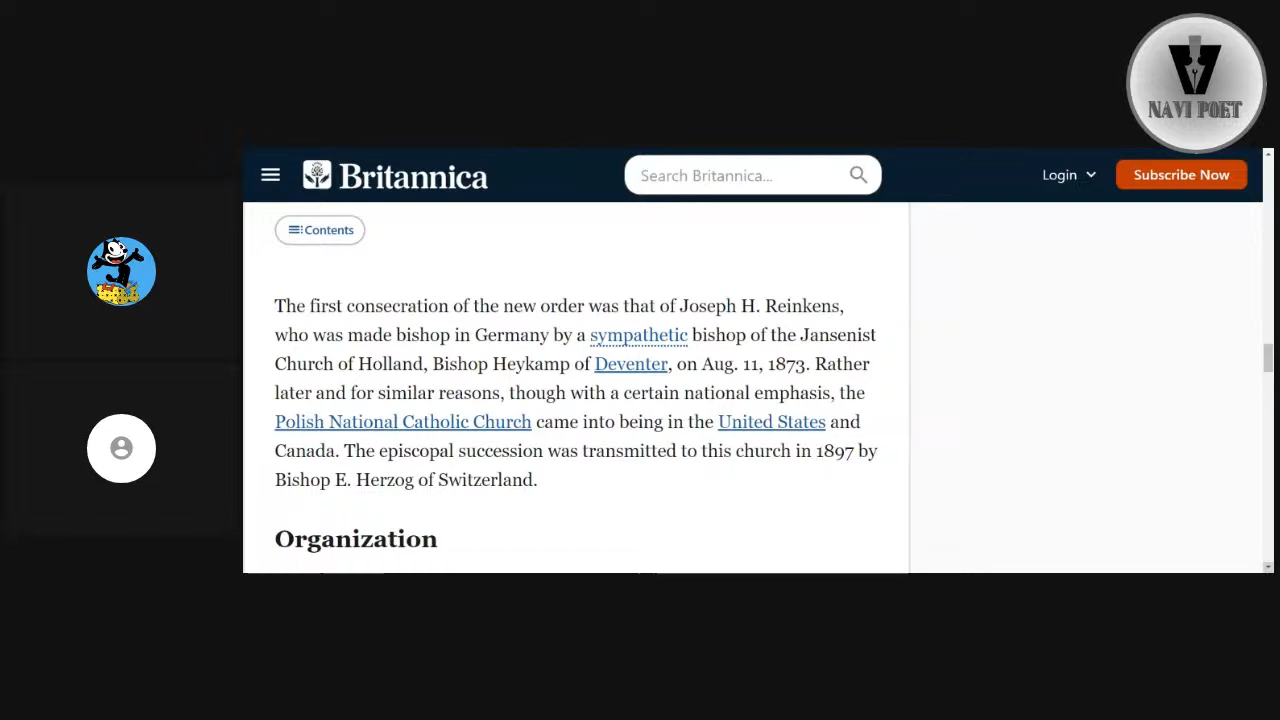 NAVI POET
Britannica
Search Britannica...
Login
Subscribe Now
Contents
The first consecration of the new order was that of Joseph H. Reinkens,
who was made bishop in Germany by a sympathetic bishop of the Jansenist
Church of Holland, Bishop Heykamp of Deventer, on Aug. 11, 1873. Rather
later and for similar reasons, though with a certain national emphasis, the
Polish National Catholic Church came into being in the United States and
Canada. The episcopal succession was transmitted to this church in 1897 by
Bishop E. Herzog of Switzerland.
Organization